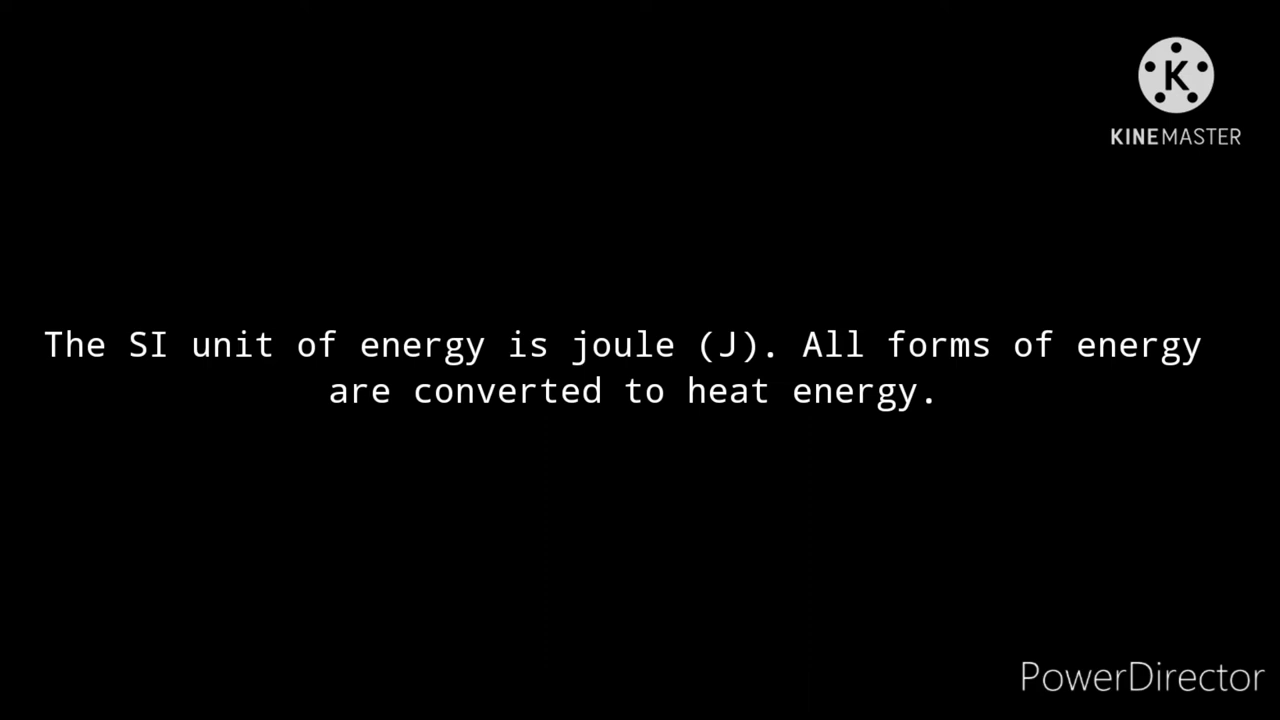 K
KINEMASTER
The SI unit of energy is joule (J). All forms of energy
are converted to heat energy.
PowerDirector